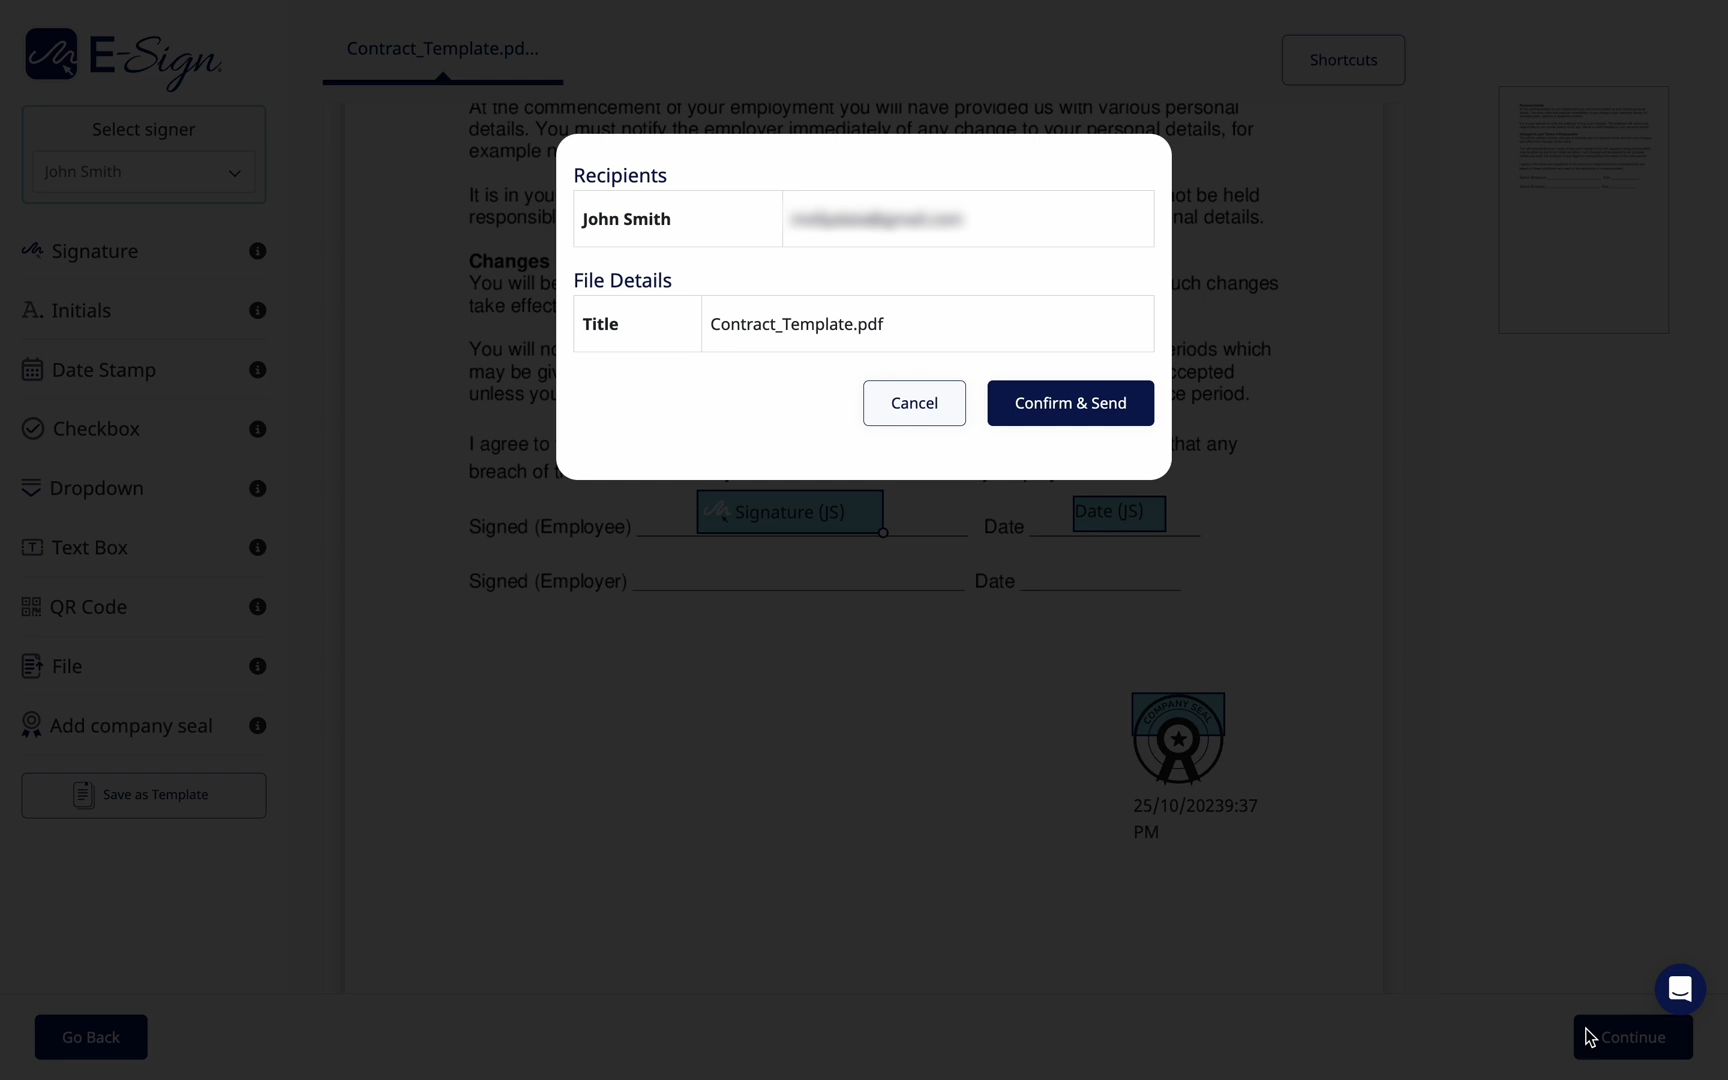 E-Sign
Contract_Template.pd...
Shortcuts
Select signer
John Smith
Signature
Initials
Date Stamp
Checkbox
Dropdown
Text Box
QR Code
File
Add company seal
Save as Template
At the commencement of your employment you will have provided us with various personal
details. You must notify the employer immediately of any change to your personal details, for
example
It is in you
not be held
responsibl
nal details.
Changes
You will be
uch changes
take effect
You will no
eriods which
may be giv
ccepted
unless you
ce period.
I agree to
that any
breach of t
Recipients
John Smith
File Details
Title Contract_Template.pdf
Cancel Confirm & Send
Signed (Employee) Signature (JS) Date Date (JS)
Signed (Employer) Date
COMPANY SEAL
25/10/20239:37
PM
Go Back
Continue